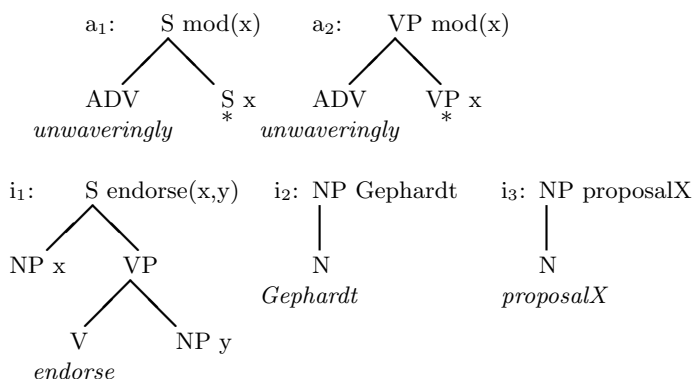 a₁: S mod(x) a₂: VP mod(x)
ADV S x ADV VP x
* *
unwaveringly unwaveringly
i₁: S endorse(x,y) i₂: NP Gephardt i₃: NP proposalX
NP x VP N N
Gephardt proposalX
V NP y
endorse